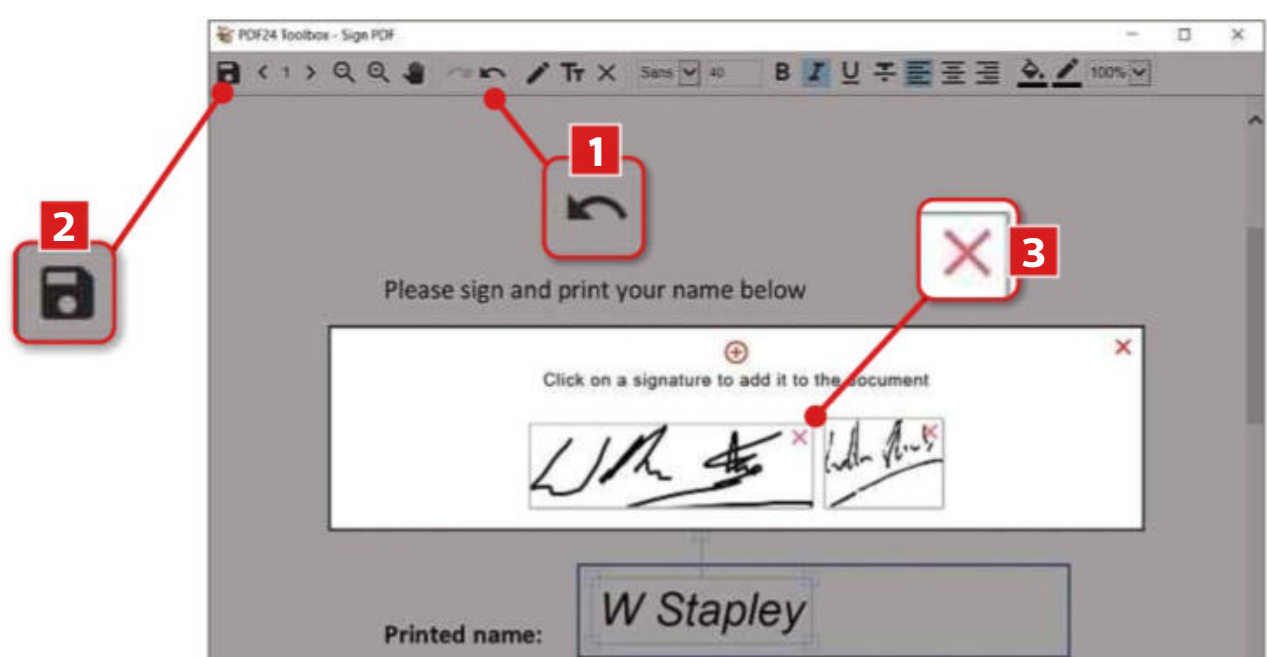 PDF24 Toolbox - Sign PDF
1 Sans 40 B I U 100%
1
2
3
Please sign and print your name below
Click on a signature to add it to the document
W Stapley
Printed name: